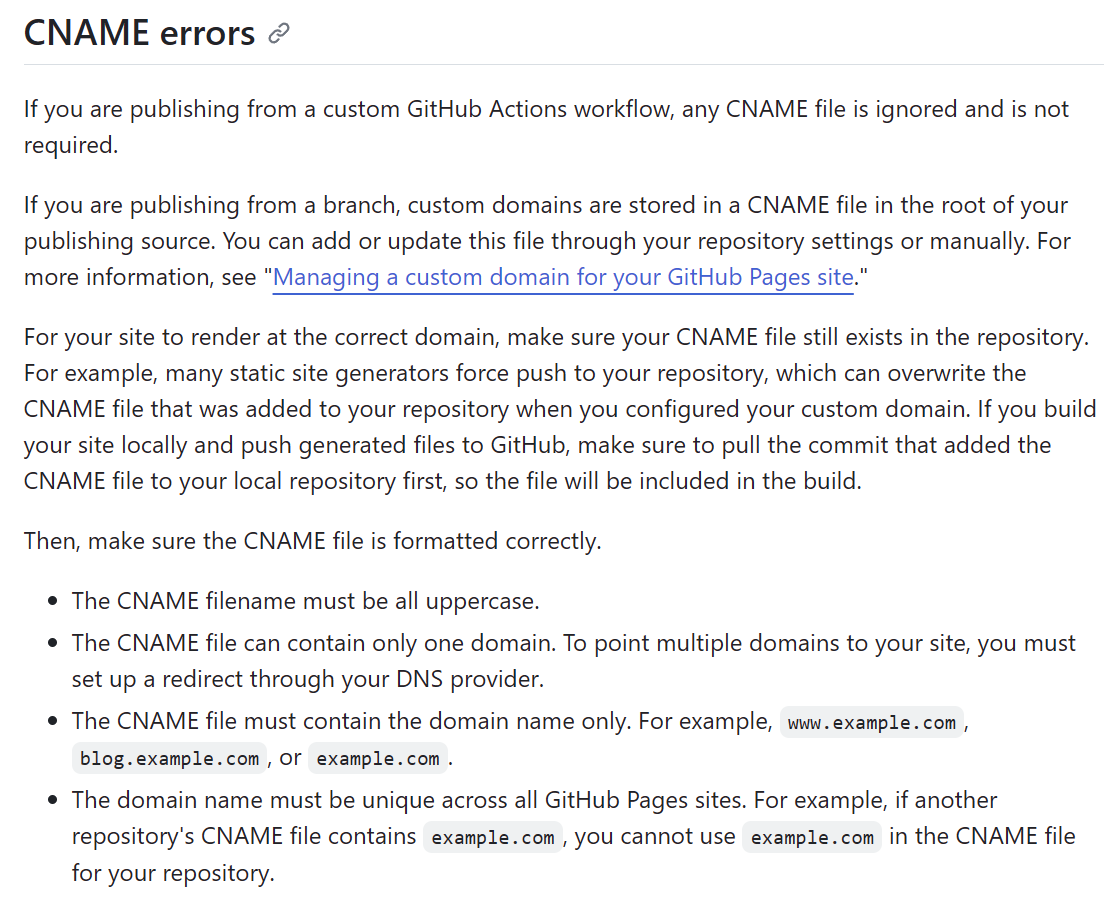 CNAME errors
If you are publishing from a custom GitHub Actions workflow, any CNAME file is ignored and is not
required.
If you are publishing from a branch, custom domains are stored in a CNAME file in the root of your
publishing source. You can add or update this file through your repository settings or manually. For
more information, see "Managing a custom domain for your GitHub Pages site."
For your site to render at the correct domain, make sure your CNAME file still exists in the repository.
For example, many static site generators force push to your repository, which can overwrite the
CNAME file that was added to your repository when you configured your custom domain. If you build
your site locally and push generated files to GitHub, make sure to pull the commit that added the
CNAME file to your local repository first, so the file will be included in the build.
Then, make sure the CNAME file is formatted correctly.
• The CNAME filename must be all uppercase.
• The CNAME file can contain only one domain. To point multiple domains to your site, you must
set up a redirect through your DNS provider.
• The CNAME file must contain the domain name only. For example, www.example.com,
blog.example.com, or example.com.
• The domain name must be unique across all GitHub Pages sites. For example, if another
repository's CNAME file contains example.com, you cannot use example.com in the CNAME file
for your repository.